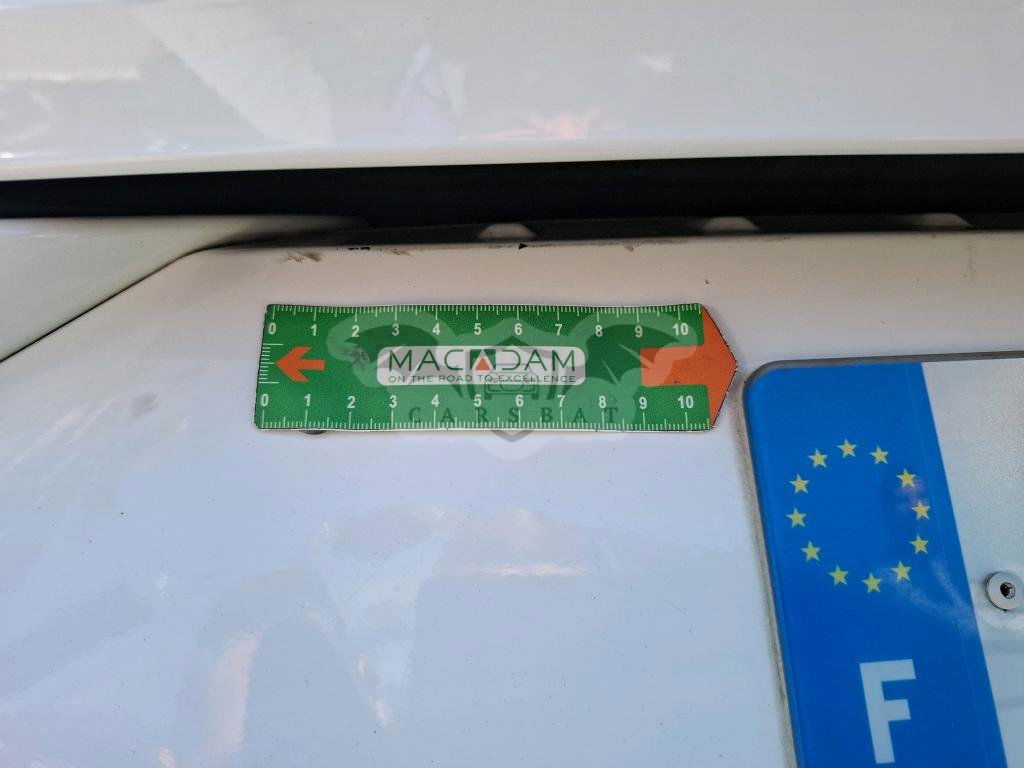 0 1 2 3 4 5 6 7 8 9 10
MACADAM
ON THE ROAD TO EXCELLENCE
0 1 2 3 4 5 6 7 8 9 10
CARSBAT
F